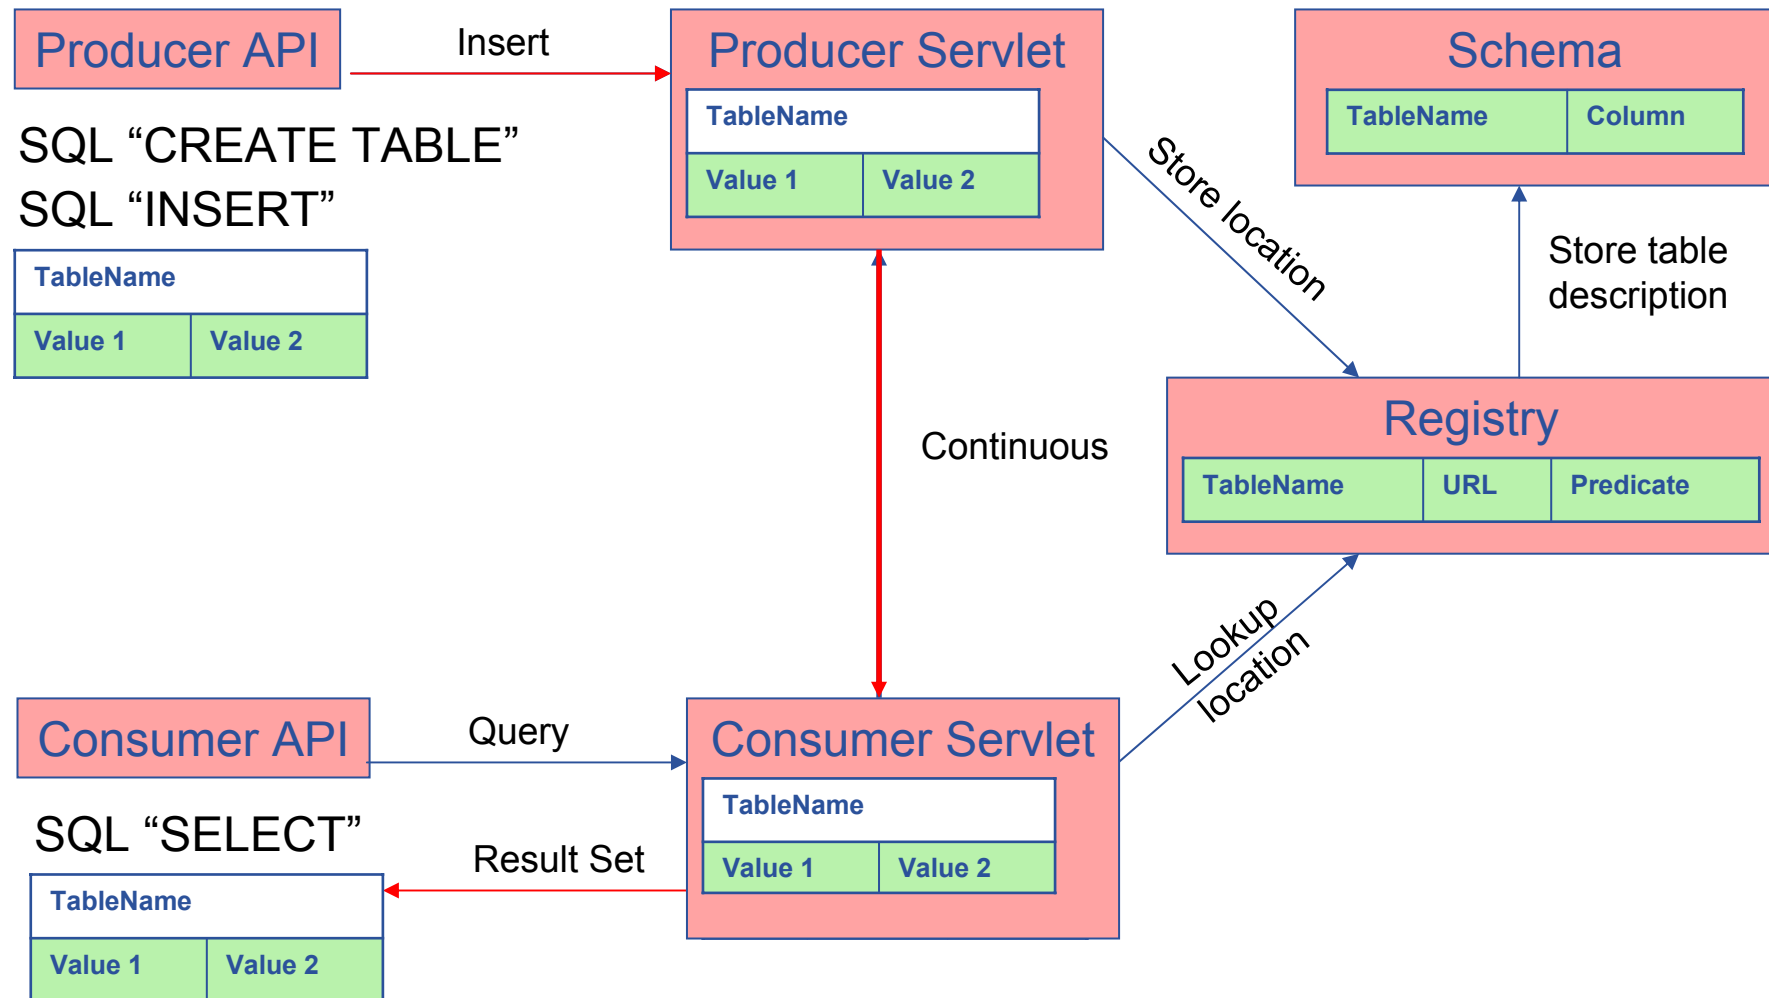 Producer API
Insert
Producer Servlet
TableName
Value 1 Value 2
Schema
TableName Column
SQL “CREATE TABLE”
SQL “INSERT”
TableName
Value 1 Value 2
Store location
Store table
description
Continuous
Registry
TableName URL Predicate
Lookup
location
Consumer API
Query
Consumer Servlet
TableName
Value 1 Value 2
SQL “SELECT”
Result Set
TableName
Value 1 Value 2